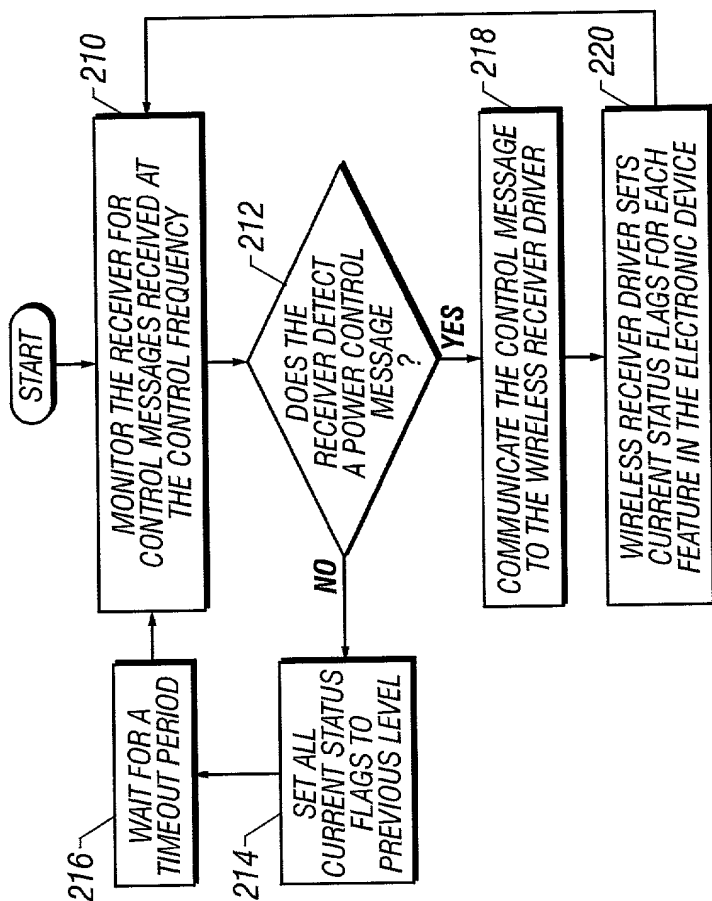 START
210
MONITOR THE RECEIVER FOR
CONTROL MESSAGES RECEIVED AT
THE CONTROL FREQUENCY
212
DOES THE
RECEIVER DETECT
A POWER CONTROL
MESSAGE
?
NO
YES
216
WAIT FOR A
TIMEOUT PERIOD
214
SET ALL
CURRENT STATUS
FLAGS TO
PREVIOUS LEVEL
218
COMMUNICATE THE CONTROL MESSAGE
TO THE WIRELESS RECEIVER DRIVER
220
WIRELESS RECEIVER DRIVER SETS
CURRENT STATUS FLAGS FOR EACH
FEATURE IN THE ELECTRONIC DEVICE